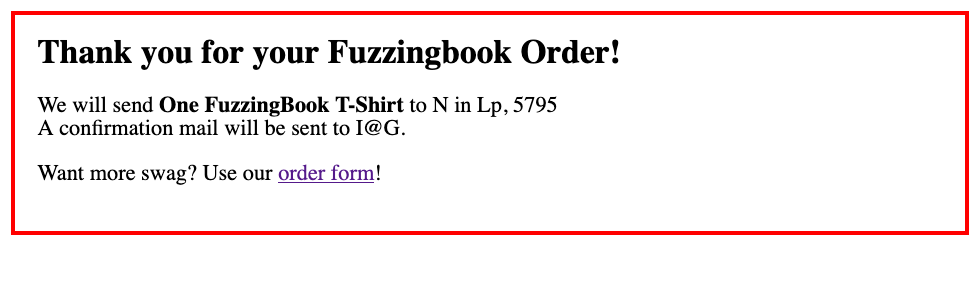 Thank you for your Fuzzingbook Order!
We will send One FuzzingBook T-Shirt to N in Lp, 5795
A confirmation mail will be sent to I@G.
Want more swag? Use our order form!